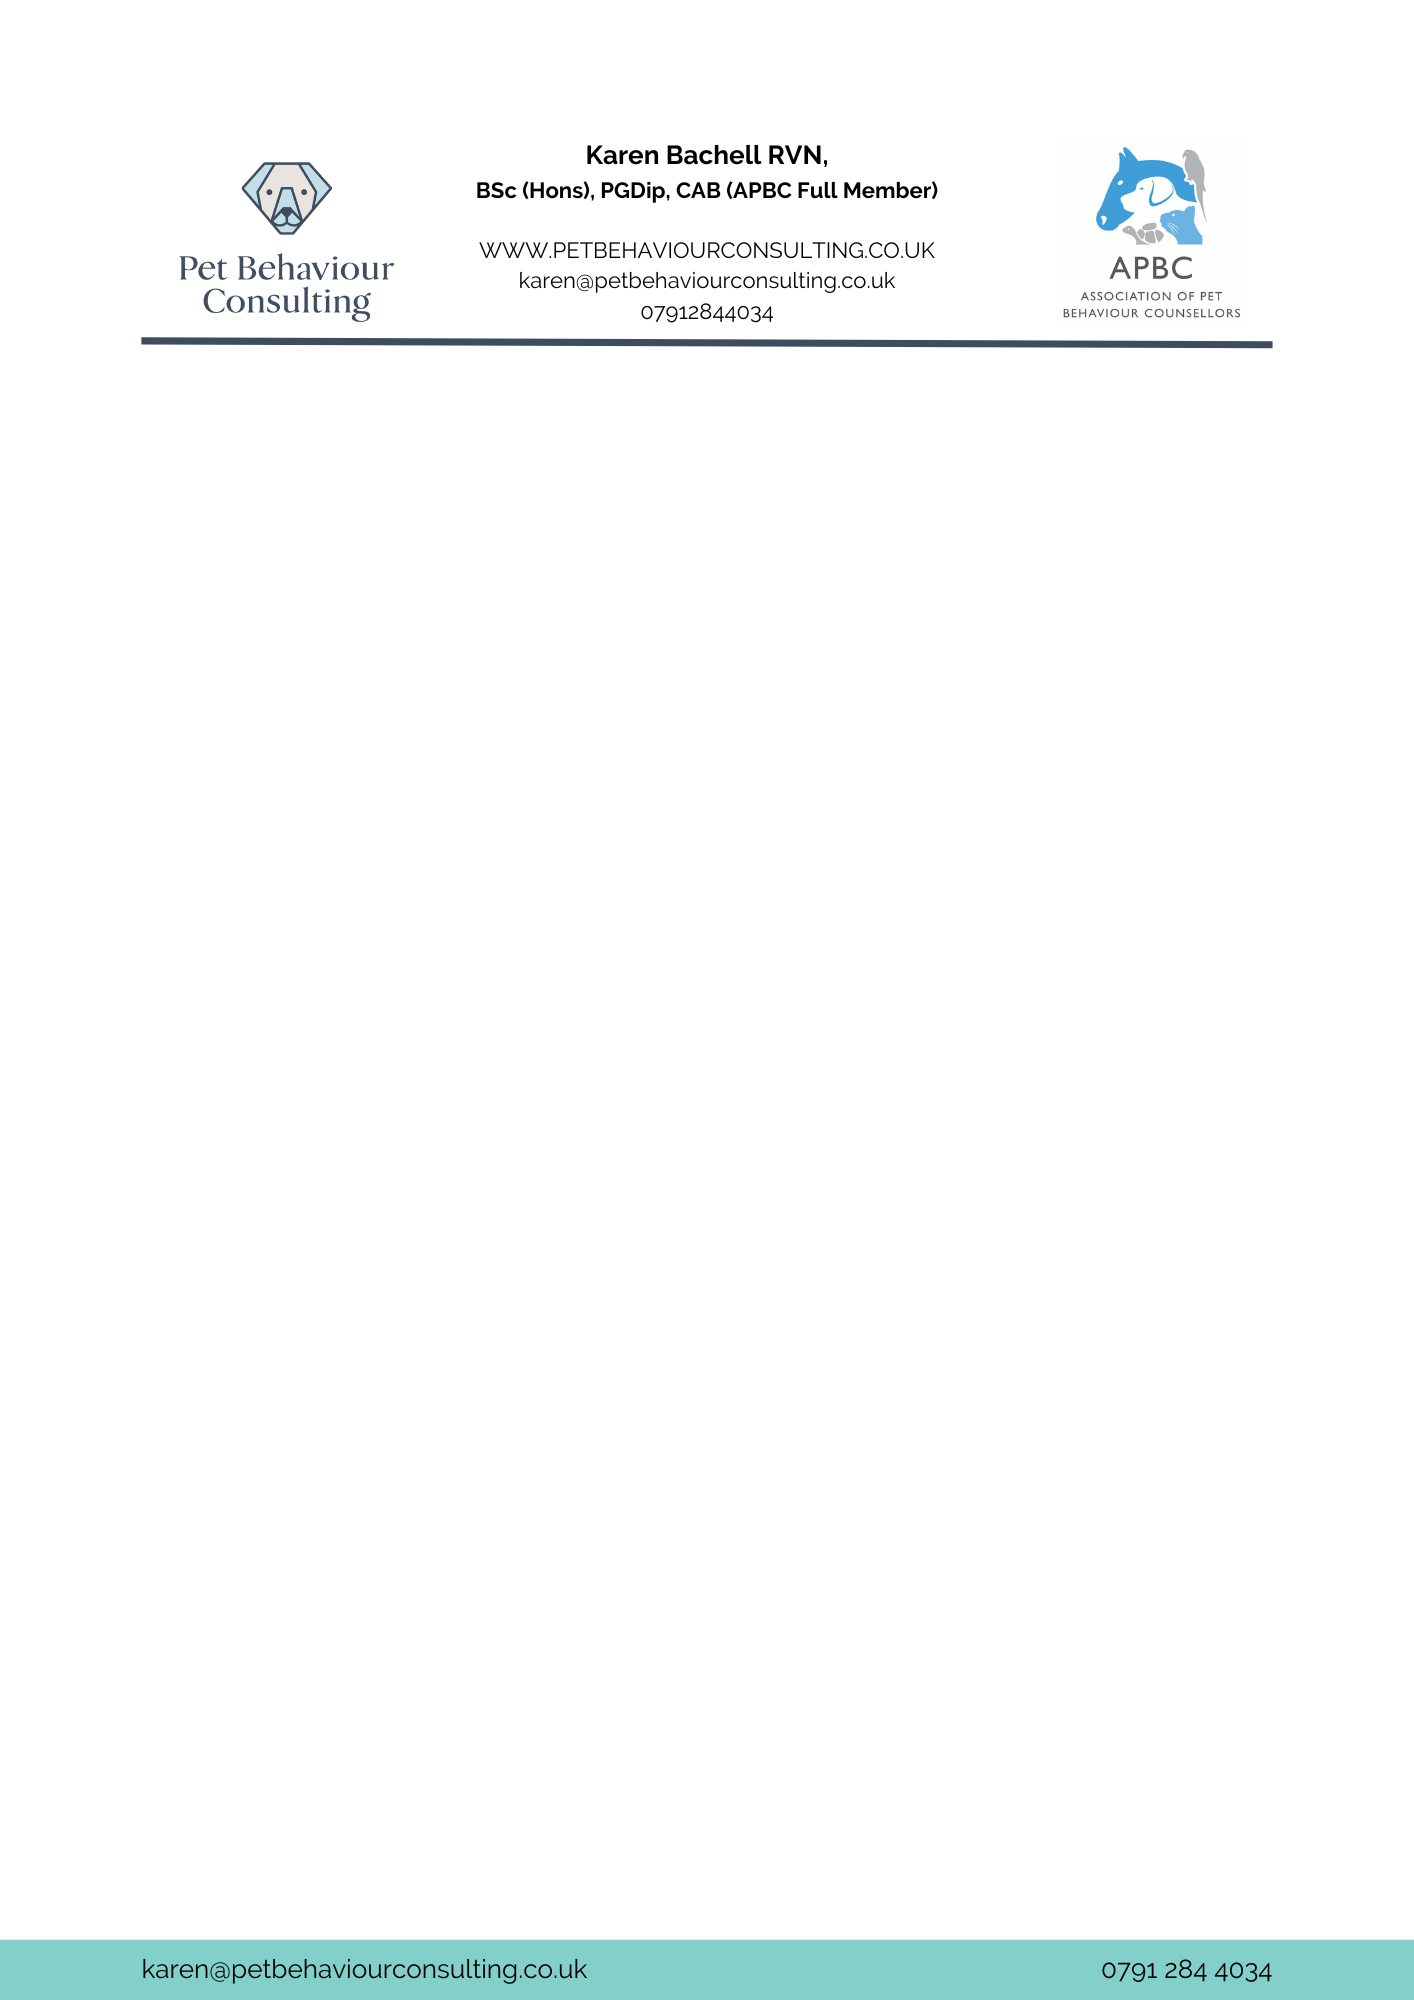 Karen Bachell RVN,
BSc (Hons), PGDip, CAB (APBC Full Member)
WWW.PETBEHAVIOURCONSULTING.CO.UK
karen@petbehaviourconsulting.co.uk
07912844034
Pet Behaviour
Consulting
APBC
ASSOCIATION OF PET
BEHAVIOUR COUNSELLORS
karen@petbehaviourconsulting.co.uk
0791 284 4034